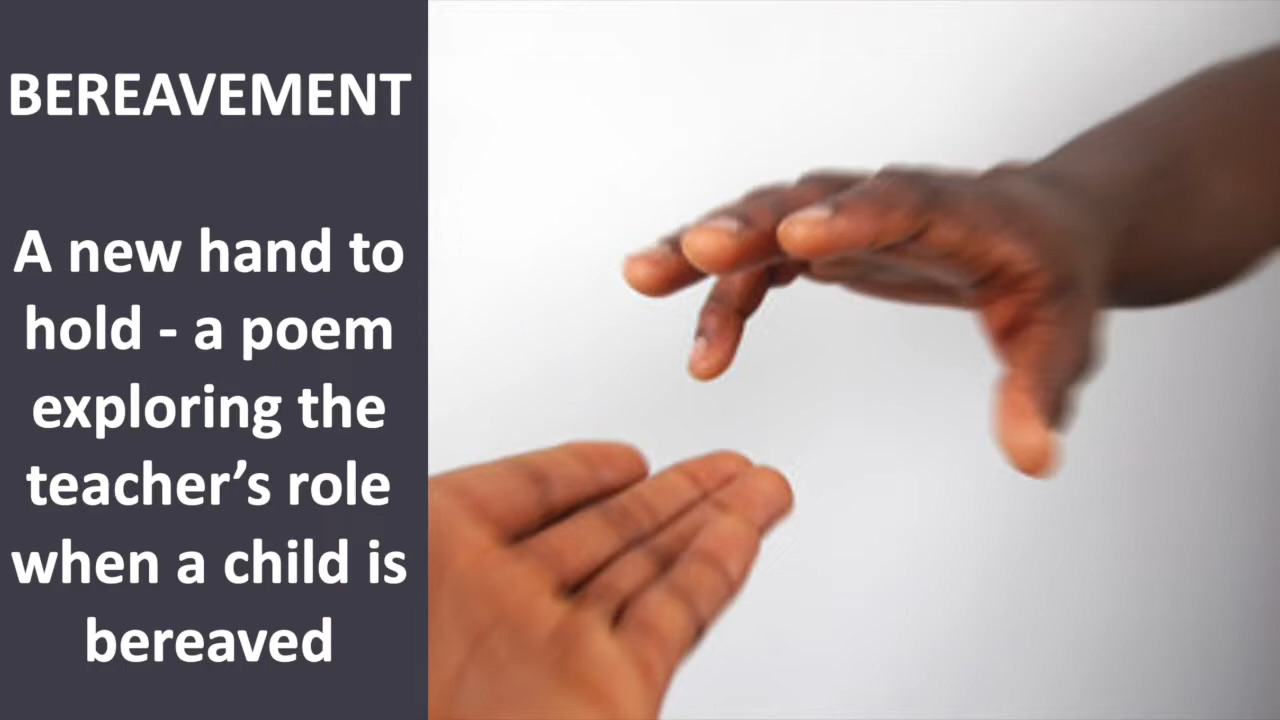 BEREAVEMENT
A new hand to
hold - a poem
exploring the
teacher’s role
when a child is
bereaved